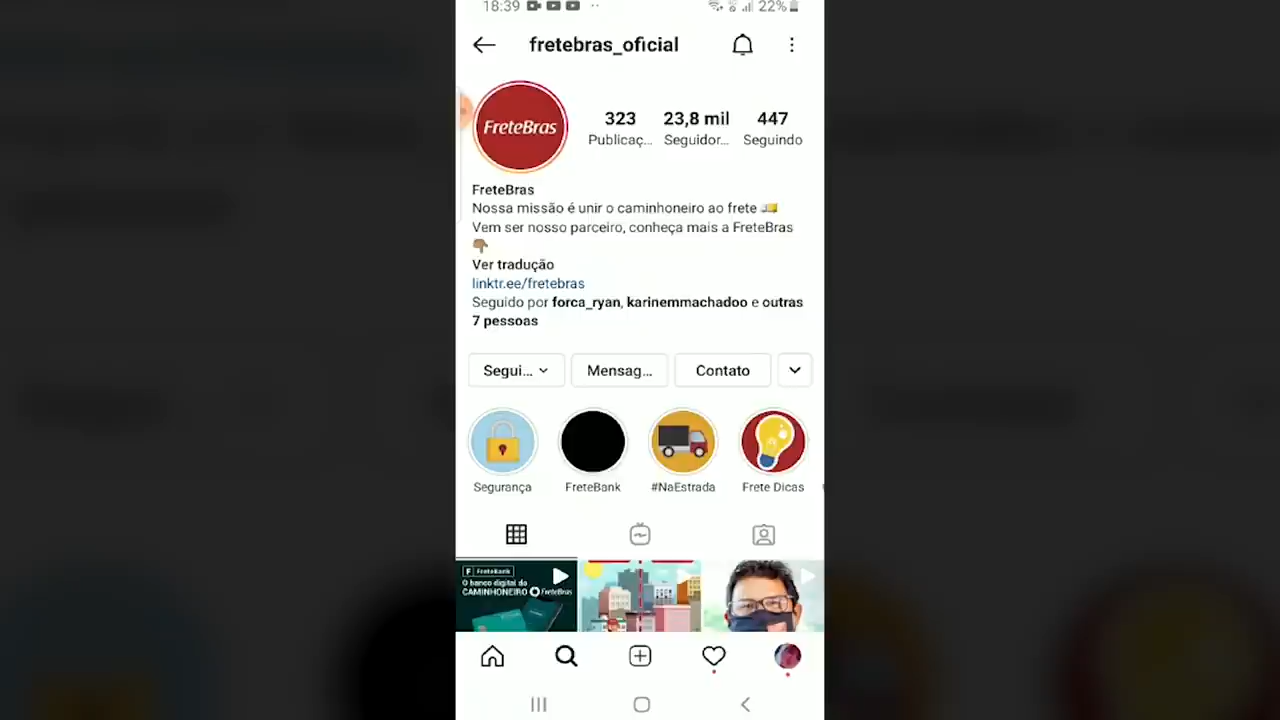 18:39 22%
fretebras_oficial
FreteBras
323 23,8 mil 447
Publicaç... Seguidor... Seguindo
FreteBras
Nossa missão é unir o caminhoneiro ao frete 🚚
Vem ser nosso parceiro, conheça mais a FreteBras
👇🏽
Ver tradução
linktr.ee/fretebras
Seguido por forca_ryan, karinemmachadoo e outras
7 pessoas
Segui... Mensag... Contato
Segurança FreteBank #NaEstrada Frete Dicas
F FreteBank
O banco digital do
CAMINHONEIRO FreteBras